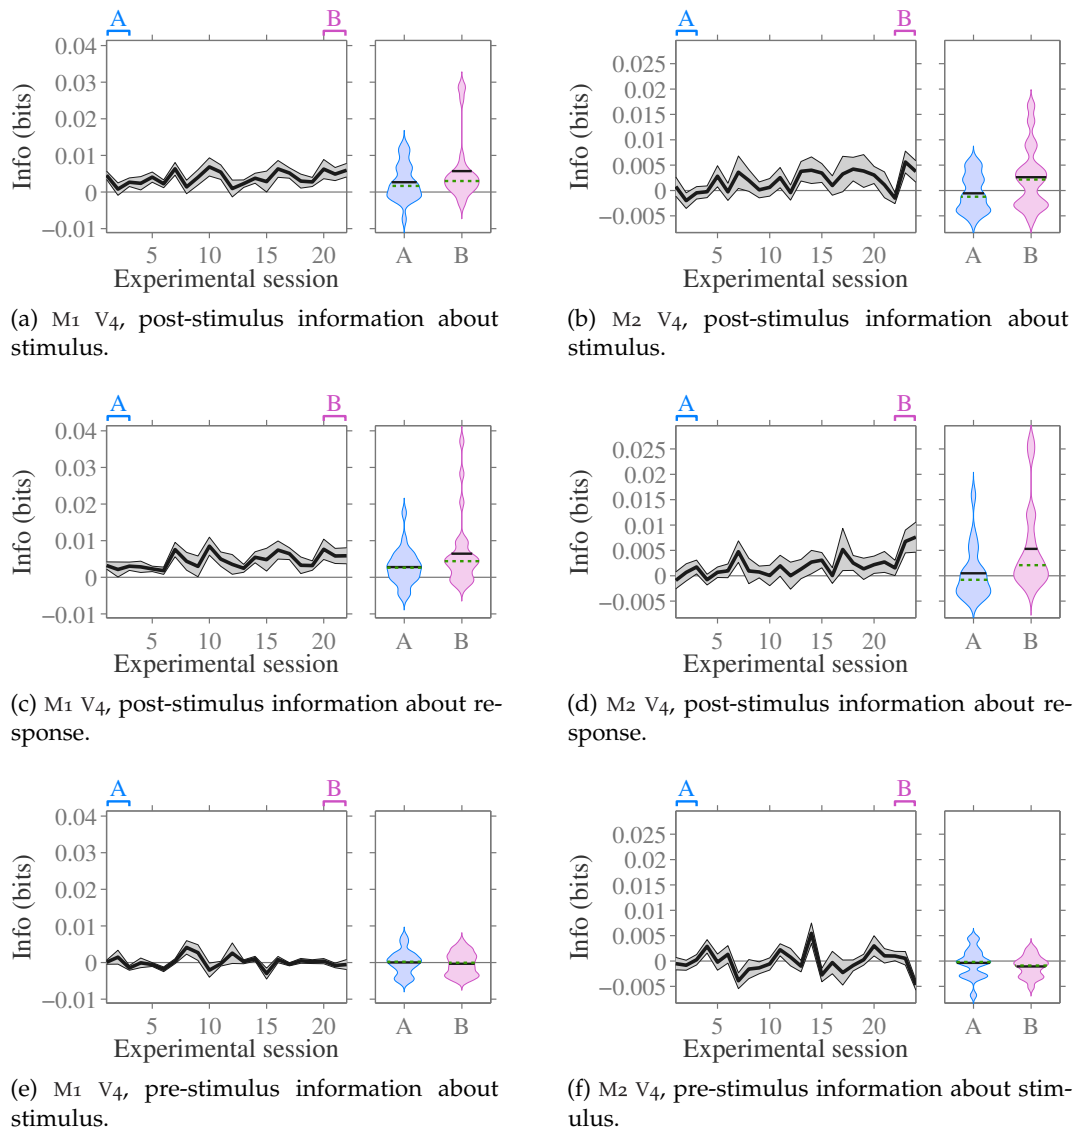 A B
Info (bits)
0.04
0.03
0.02
0.01
0
−0.01
5 10 15 20
Experimental session
A B
(a) M1 V4, post-stimulus information about
stimulus.
A B
Info (bits)
0.025
0.02
0.015
0.01
0.005
0
−0.005
5 10 15 20
Experimental session
A B
(b) M2 V4, post-stimulus information about
stimulus.
A B
Info (bits)
0.04
0.03
0.02
0.01
0
−0.01
5 10 15 20
Experimental session
A B
(c) M1 V4, post-stimulus information about re-
sponse.
A B
Info (bits)
0.025
0.02
0.015
0.01
0.005
0
−0.005
5 10 15 20
Experimental session
A B
(d) M2 V4, post-stimulus information about re-
sponse.
A B
Info (bits)
0.04
0.03
0.02
0.01
0
−0.01
5 10 15 20
Experimental session
A B
(e) M1 V4, pre-stimulus information about
stimulus.
A B
Info (bits)
0.025
0.02
0.015
0.01
0.005
0
−0.005
5 10 15 20
Experimental session
A B
(f) M2 V4, pre-stimulus information about stim-
ulus.